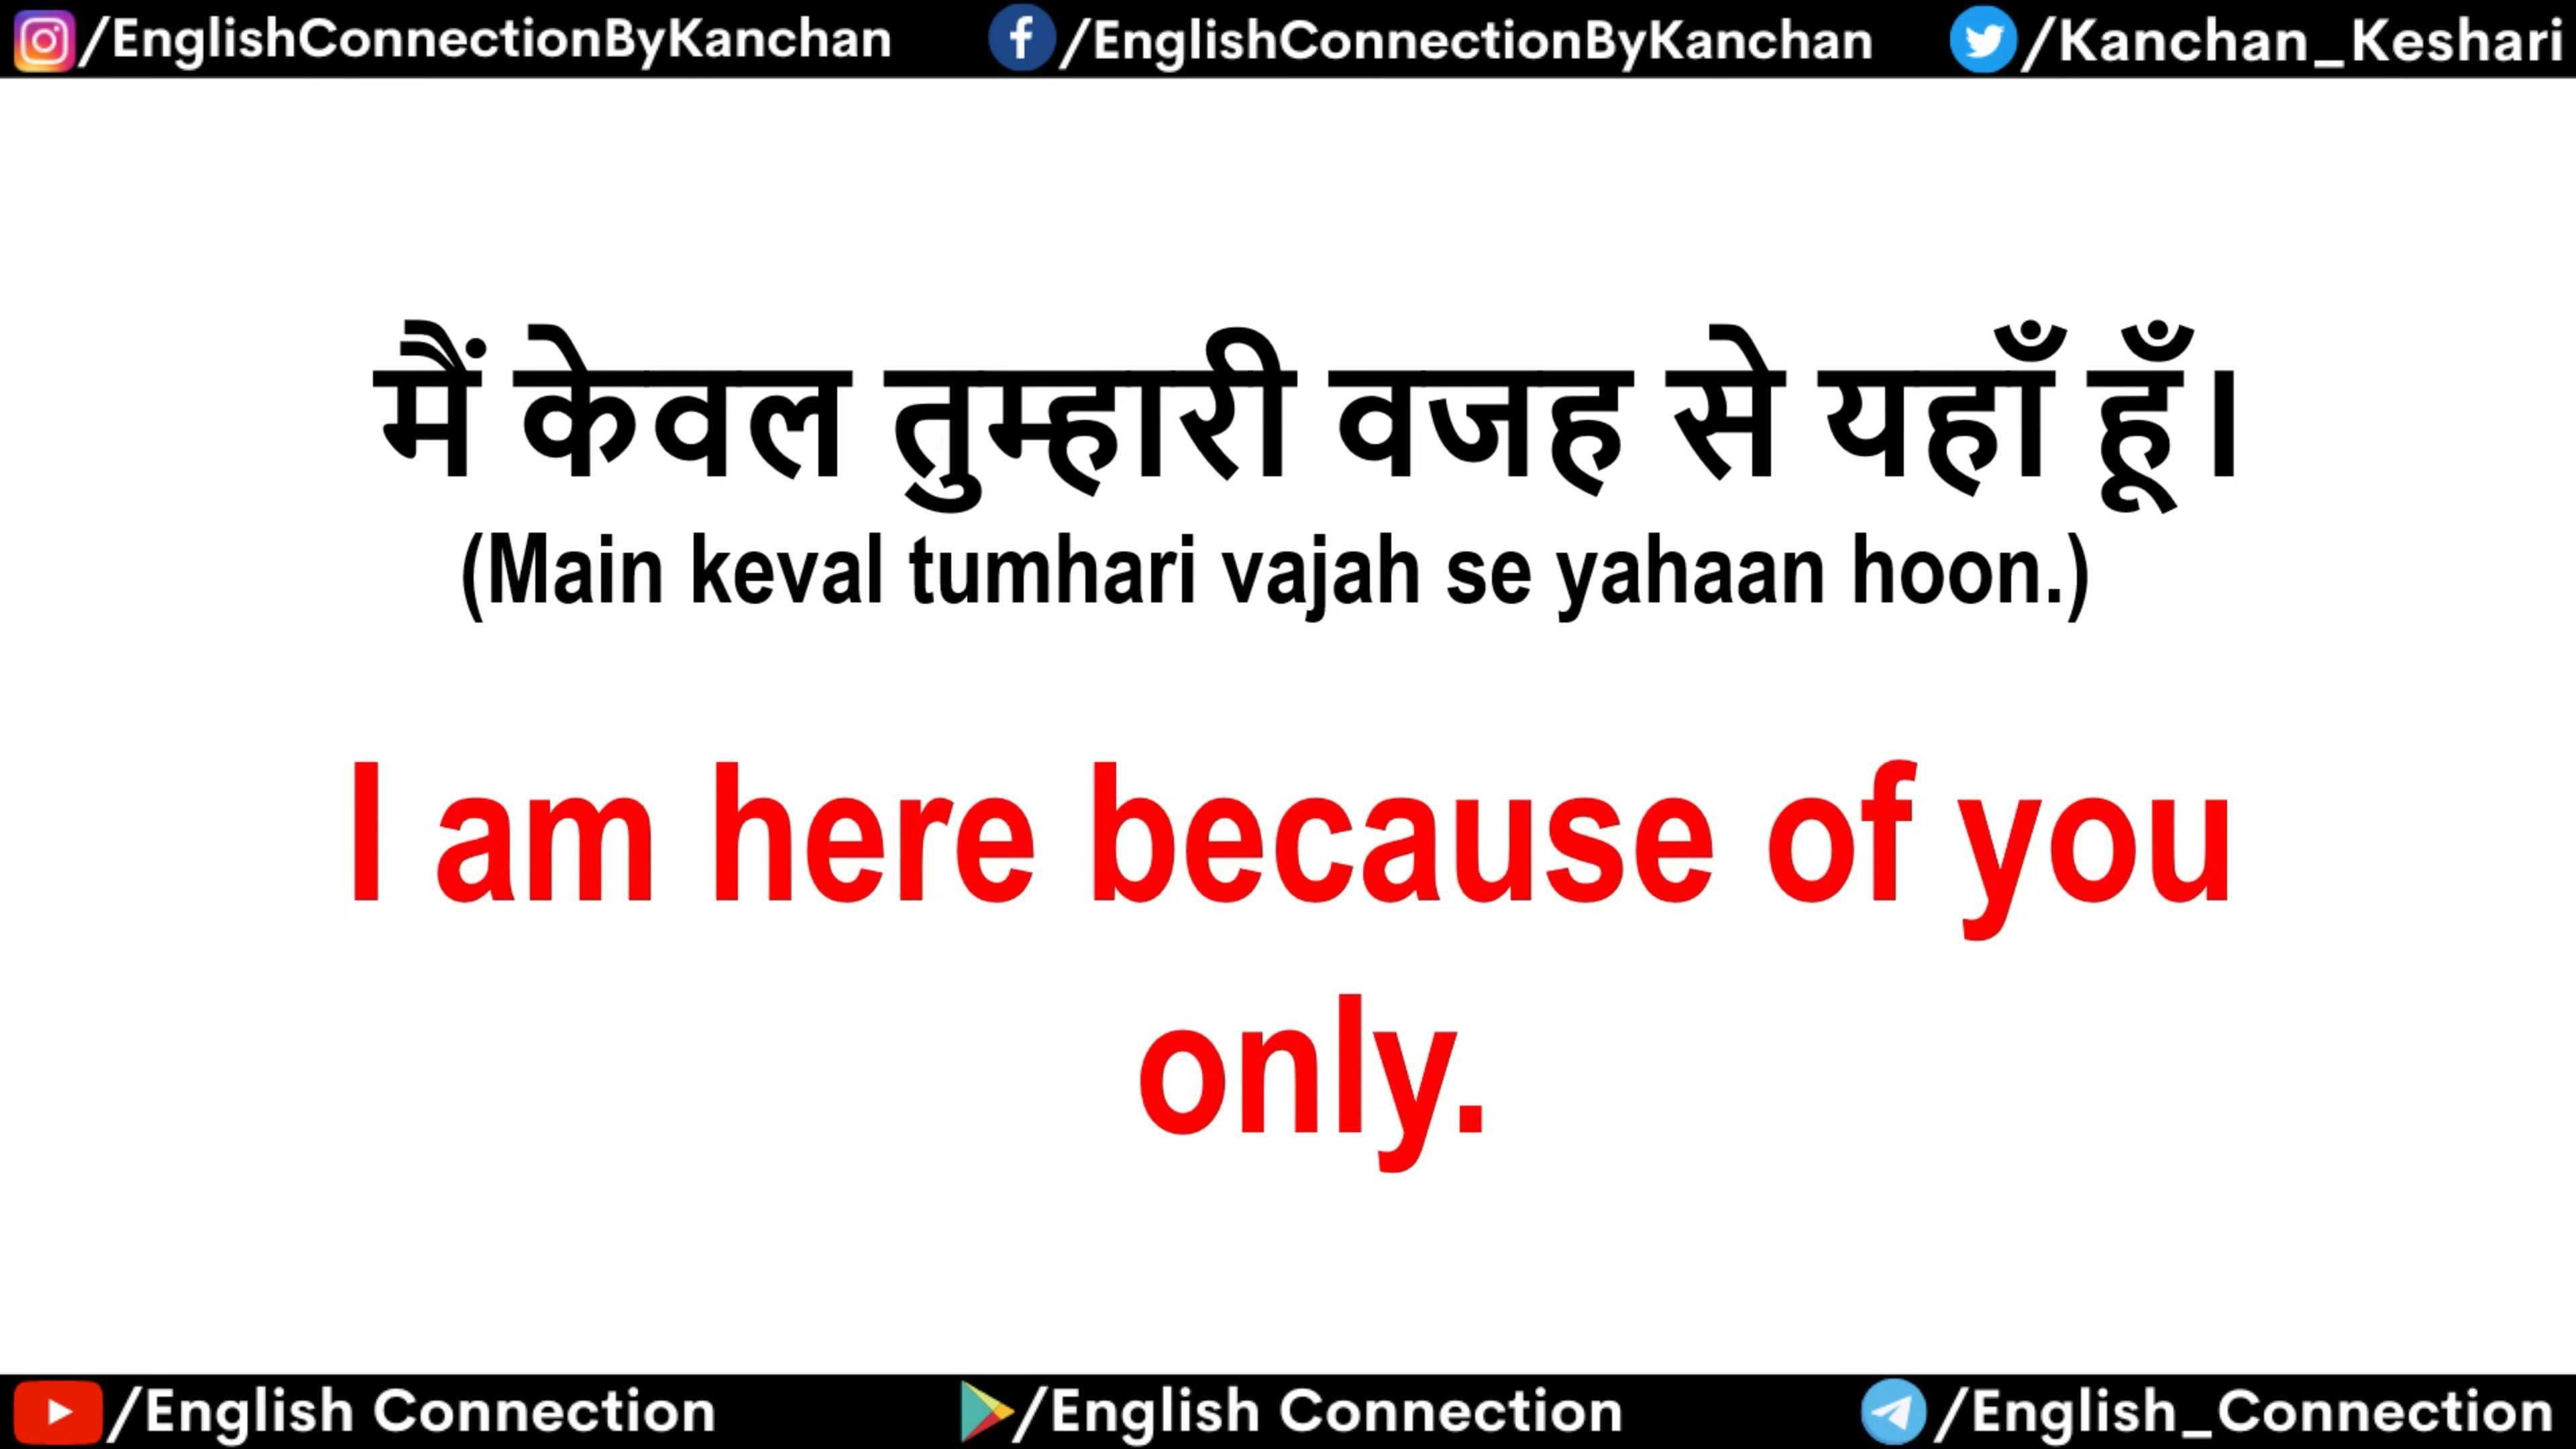 /EnglishConnectionByKanchan /EnglishConnectionByKanchan /Kanchan_Keshari
मैं केवल तुम्हारी वजह से यहाँ हूँ।
(Main keval tumhari vajah se yahaan hoon.)
I am here because of you
only.
/English Connection /English Connection /English_Connection